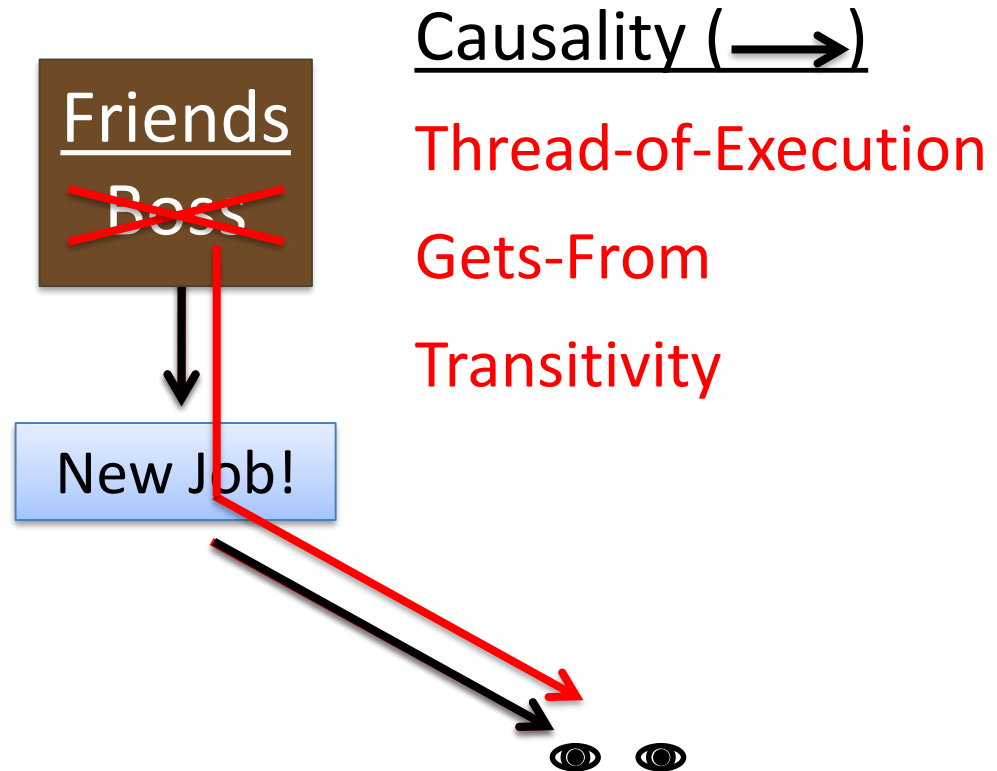 Friends
Boss
New Job!
Causality ( )
Thread-of-Execution
Gets-From
Transitivity